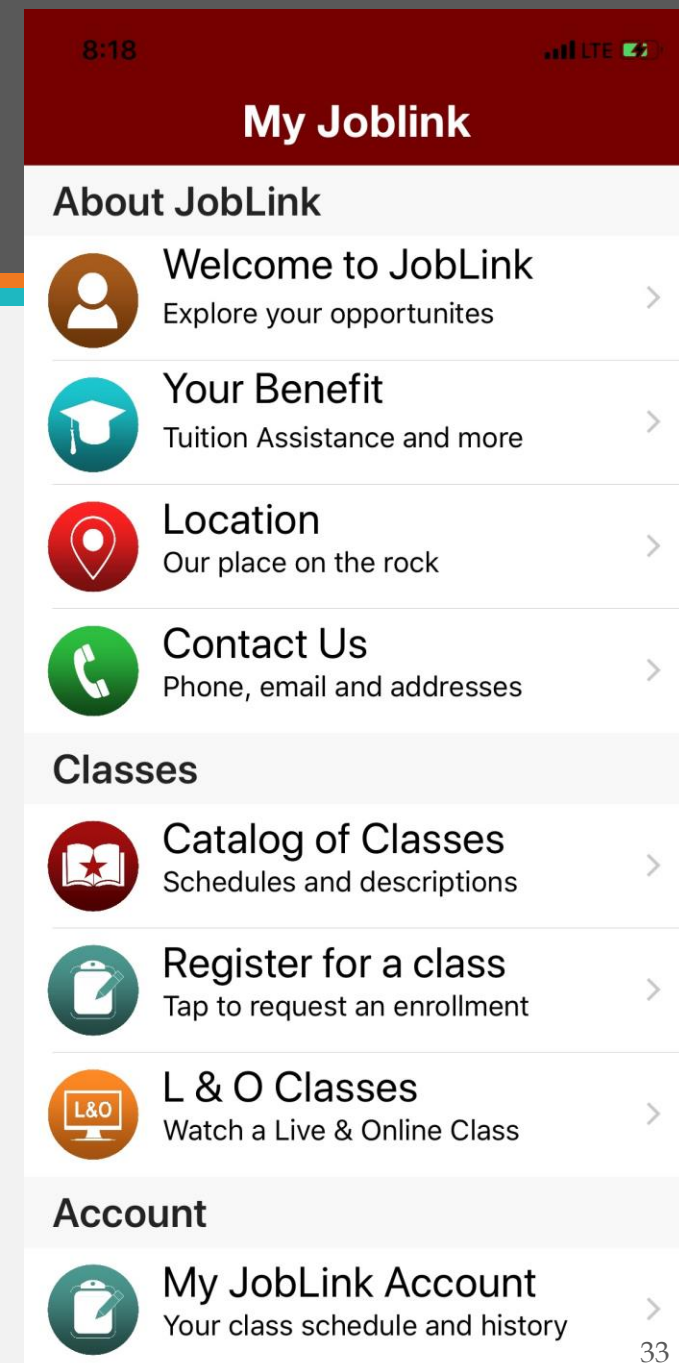 8:18
LTE
My Joblink
About JobLink
Welcome to JobLink
Explore your opportunites
Your Benefit
Tuition Assistance and more
Location
Our place on the rock
Contact Us
Phone, email and addresses
Classes
Catalog of Classes
Schedules and descriptions
Register for a class
Tap to request an enrollment
L&O
L & O Classes
Watch a Live & Online Class
Account
My JobLink Account
Your class schedule and history
33